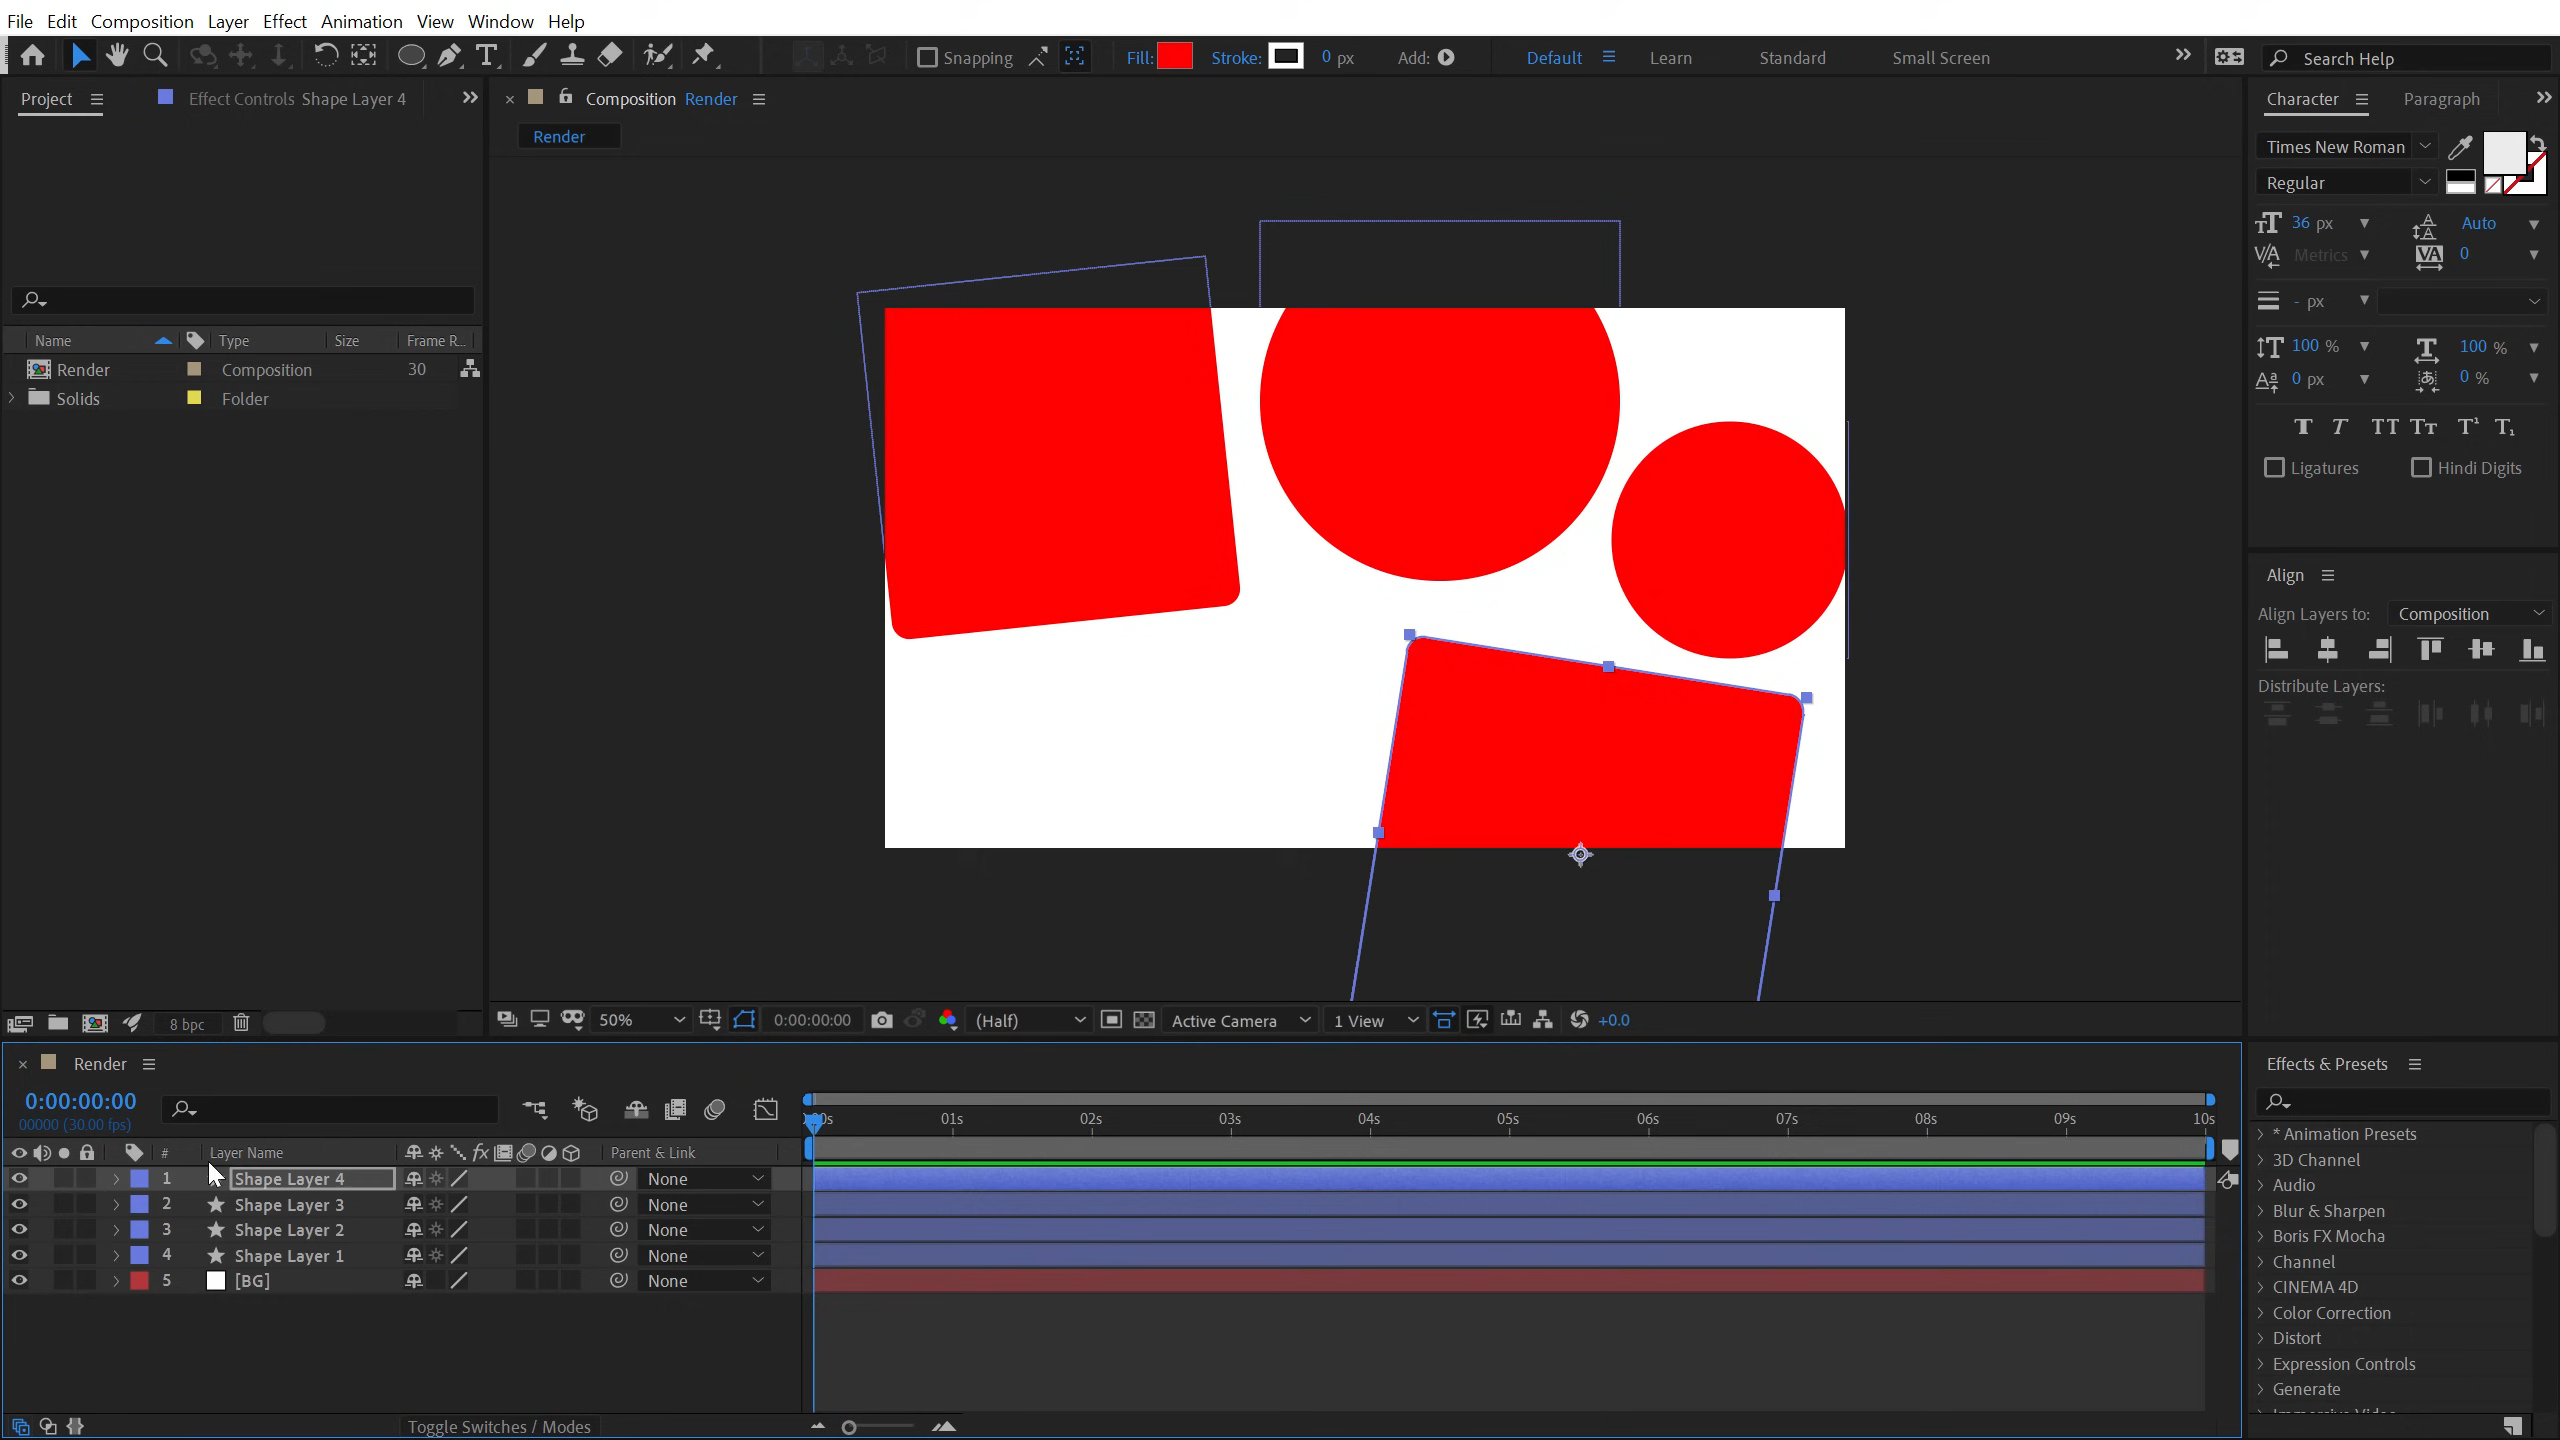 File Edit Composition Layer Effect Animation View Window Help
Snapping Fill: Stroke: 0 px Add: Default Learn Standard Small Screen Search Help
Project Effect Controls Shape Layer 4 Composition Render Character Paragraph
Render
Times New Roman
Regular
36 px Auto
Metrics 0
- px
100 % 100 %
0 px 0 %
Ligatures Hindi Digits
Name Type Size Frame R...
Render Composition 30
Solids Folder
Align
Align Layers to: Composition
Distribute Layers:
8 bpc 50% 0:00:00:00 (Half) Active Camera 1 View +0.0
Render Effects & Presets
0:00:00:00
00000 (30.00 fps)
01s 02s 03s 04s 05s 06s 07s 08s 09s 10s
# Layer Name Parent & Link
1 Shape Layer 4 None
2 Shape Layer 3 None
3 Shape Layer 2 None
4 Shape Layer 1 None
5 [BG] None
* Animation Presets
3D Channel
Audio
Blur & Sharpen
Boris FX Mocha
Channel
CINEMA 4D
Color Correction
Distort
Expression Controls
Generate
Toggle Switches / Modes